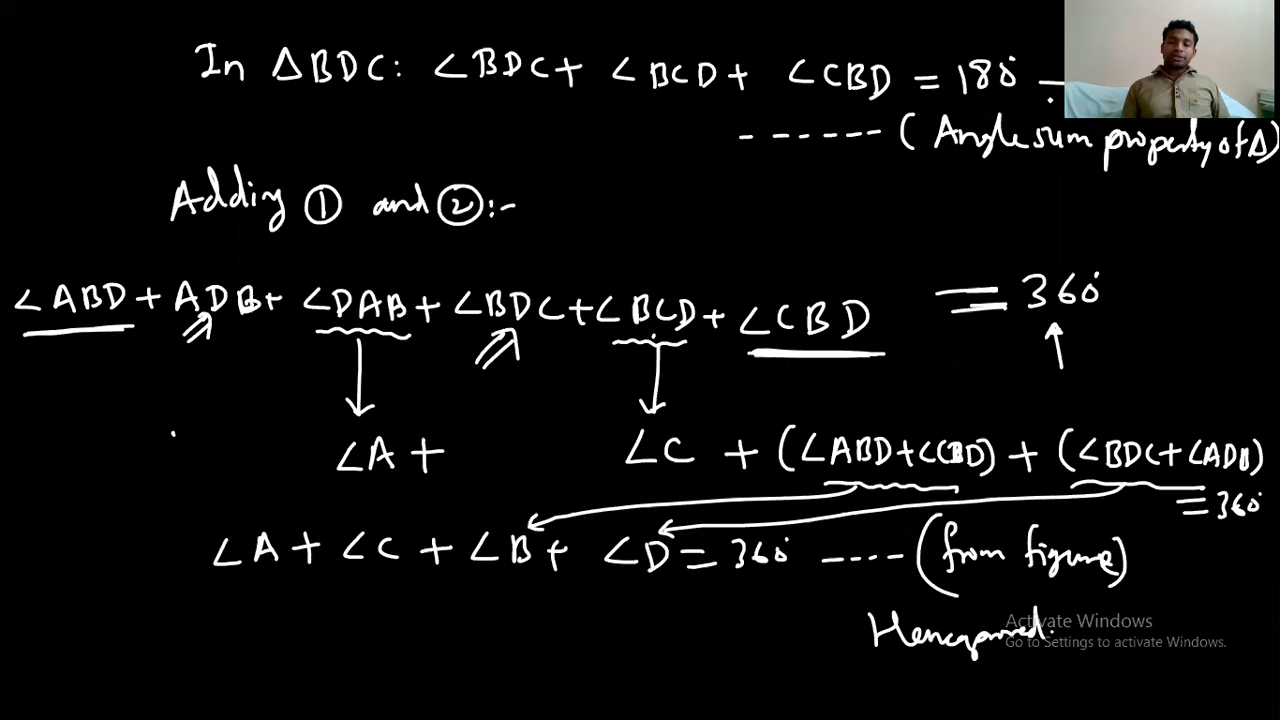 In ΔBDC: ∠BDC + ∠BCD + ∠CBD = 180° —
------ (Angle sum property of Δ)
Adding ① and ②:-
∠ABD + ADB + ∠DAB + ∠BDC + ∠BCD + ∠CBD = 360°
∠A + ∠C + (∠ABD + ∠CBD) + (∠BDC + ∠ADB)
= 360°
∠A + ∠C + ∠B + ∠D = 360° ---- (from figure)
Hence proved.
Activate Windows
Go to Settings to activate Windows.